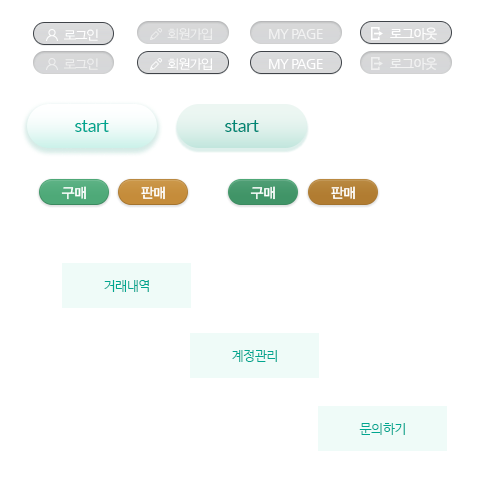 로그인 회원가입 MY PAGE 로그아웃
로그인 회원가입 MY PAGE 로그아웃
start start
구매 판매 구매 판매
거래내역
계정관리
문의하기